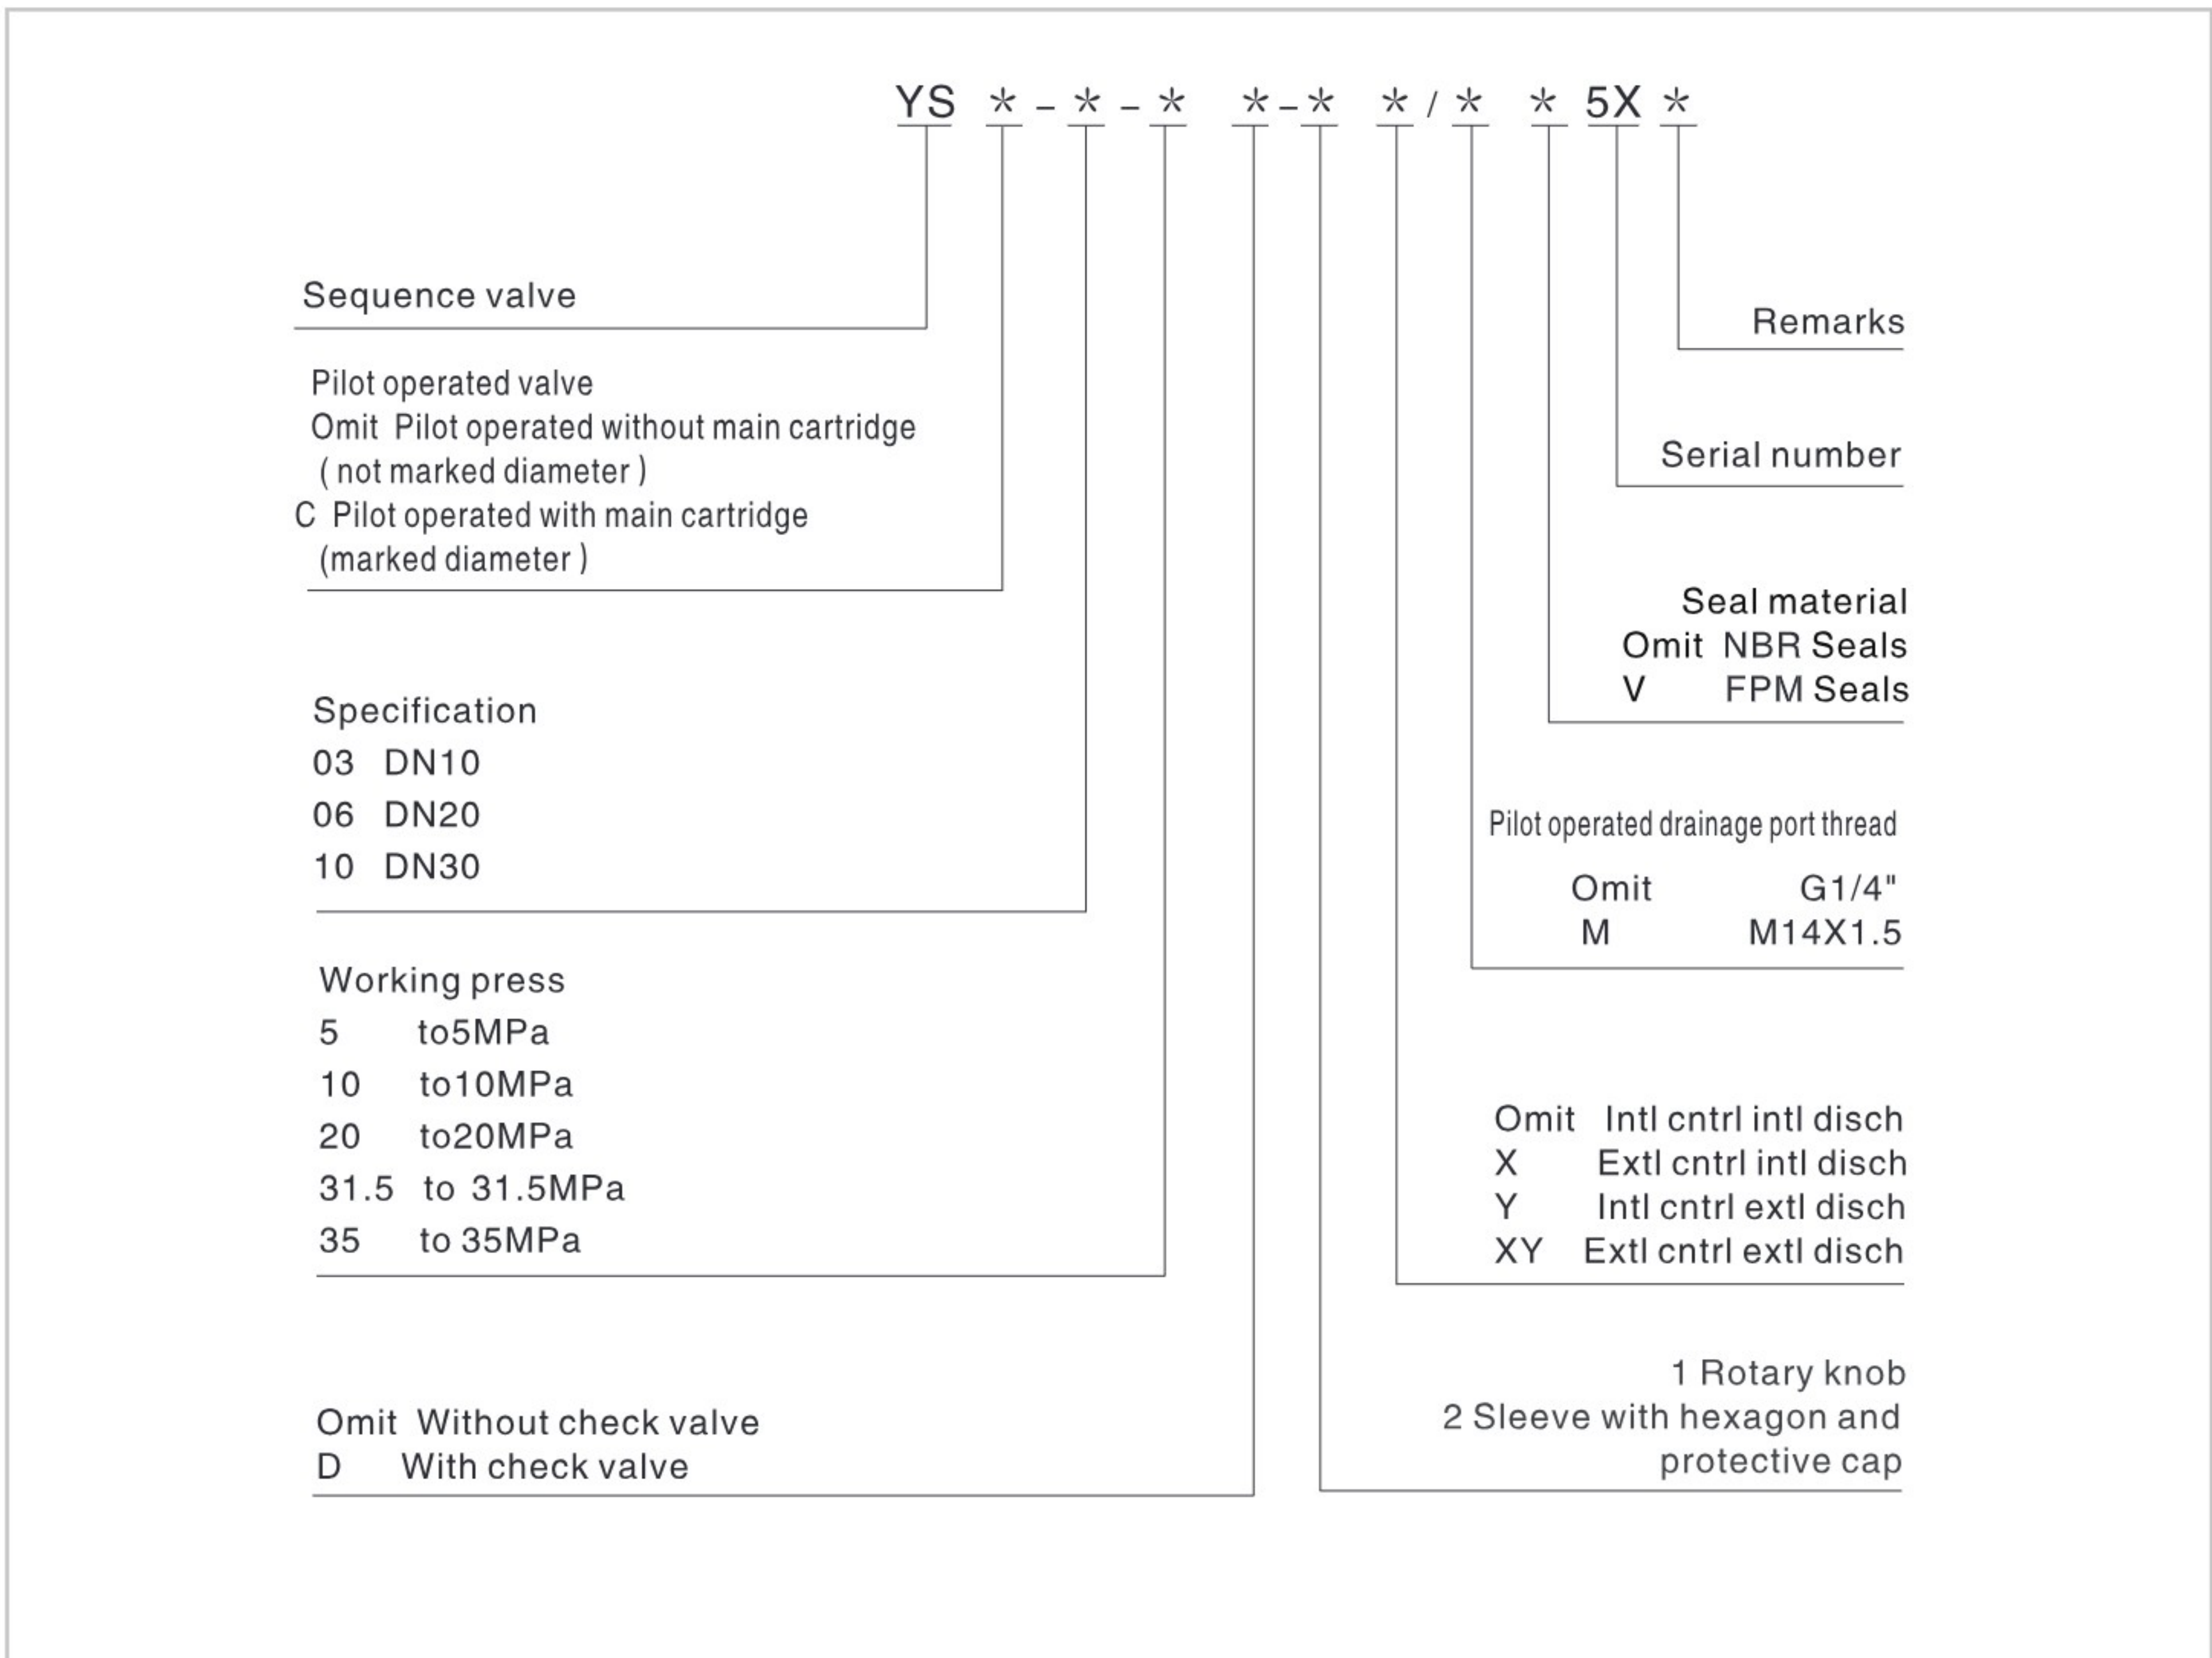 YS * - * - * * - * * / * * 5X *
Sequence valve
Pilot operated valve
Omit Pilot operated without main cartridge
( not marked diameter )
C Pilot operated with main cartridge
(marked diameter )
Specification
03 DN10
06 DN20
10 DN30
Working press
5 to5MPa
10 to10MPa
20 to20MPa
31.5 to 31.5MPa
35 to 35MPa
Omit Without check valve
D With check valve
Remarks
Serial number
Seal material
Omit NBR Seals
V FPM Seals
Pilot operated drainage port thread
Omit G1/4"
M M14X1.5
Omit Intl cntrl intl disch
X Extl cntrl intl disch
Y Intl cntrl extl disch
XY Extl cntrl extl disch
1 Rotary knob
2 Sleeve with hexagon and
protective cap